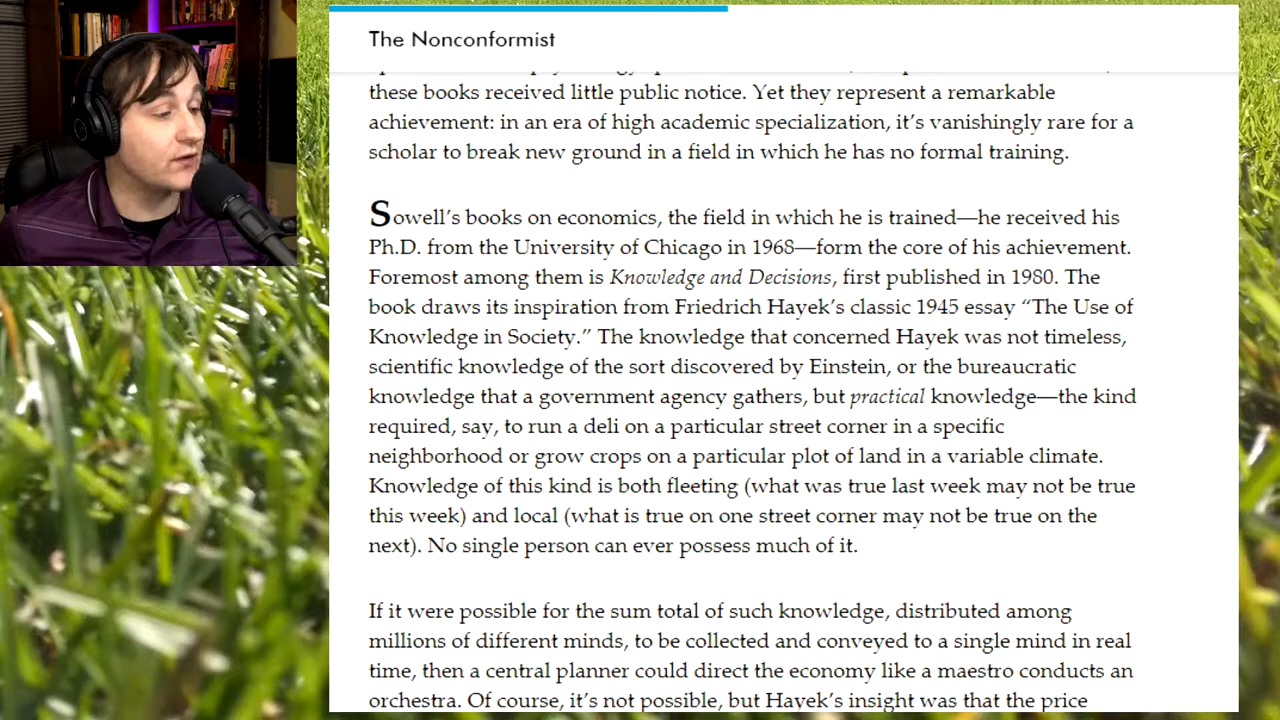 The Nonconformist
these books received little public notice. Yet they represent a remarkable
achievement: in an era of high academic specialization, it’s vanishingly rare for a
scholar to break new ground in a field in which he has no formal training.
Sowell’s books on economics, the field in which he is trained—he received his
Ph.D. from the University of Chicago in 1968—form the core of his achievement.
Foremost among them is Knowledge and Decisions, first published in 1980. The
book draws its inspiration from Friedrich Hayek’s classic 1945 essay “The Use of
Knowledge in Society.” The knowledge that concerned Hayek was not timeless,
scientific knowledge of the sort discovered by Einstein, or the bureaucratic
knowledge that a government agency gathers, but practical knowledge—the kind
required, say, to run a deli on a particular street corner in a specific
neighborhood or grow crops on a particular plot of land in a variable climate.
Knowledge of this kind is both fleeting (what was true last week may not be true
this week) and local (what is true on one street corner may not be true on the
next). No single person can ever possess much of it.
If it were possible for the sum total of such knowledge, distributed among
millions of different minds, to be collected and conveyed to a single mind in real
time, then a central planner could direct the economy like a maestro conducts an
orchestra. Of course, it’s not possible, but Hayek’s insight was that the price